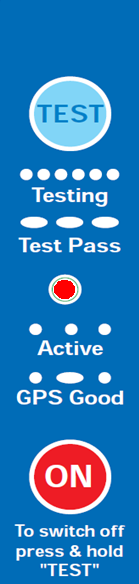 TEST
Testing
Test Pass
Active
GPS Good
ON
To switch off
press & hold
"TEST"